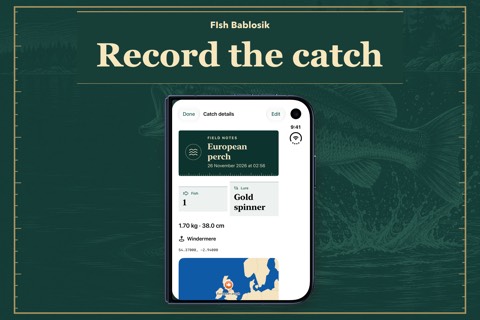 FIsh Bablosik
Record the catch
Done
Catch details
Edit
9:41
FIELD NOTES
European
perch
26 November 2026 at 02:56
Fish
1
Lure
Gold
spinner
1.70 kg · 38.0 cm
Windermere